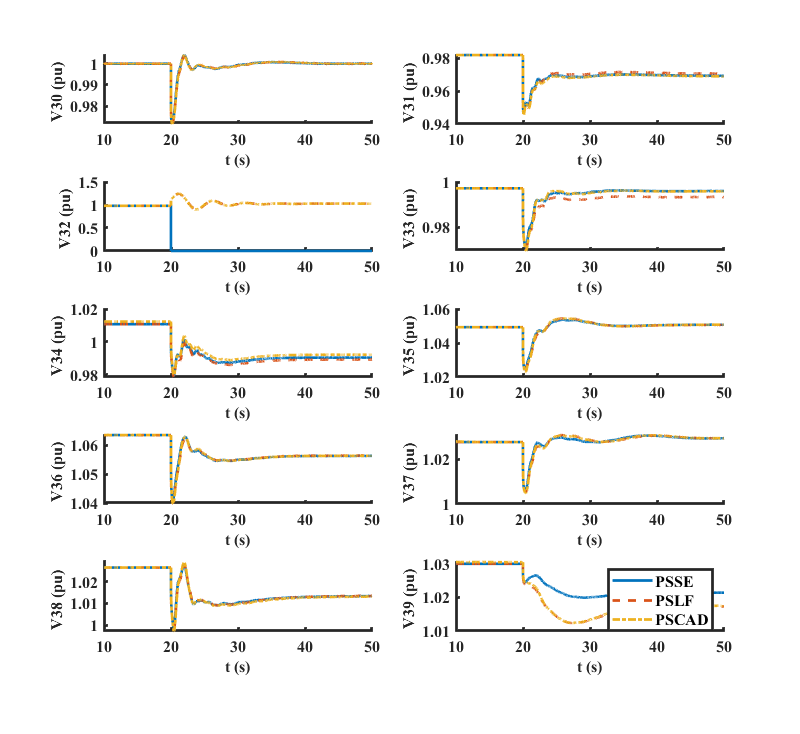 V30 (pu)
1
0.99
0.98
10 20 30 40 50
t (s)
V31 (pu)
0.98
0.96
0.94
10 20 30 40 50
t (s)
V32 (pu)
1.5
1
0.5
0
10 20 30 40 50
t (s)
V33 (pu)
1
0.98
10 20 30 40 50
t (s)
V34 (pu)
1.02
1
0.98
10 20 30 40 50
t (s)
V35 (pu)
1.06
1.04
1.02
10 20 30 40 50
t (s)
V36 (pu)
1.06
1.05
1.04
10 20 30 40 50
t (s)
V37 (pu)
1.02
1
10 20 30 40 50
t (s)
V38 (pu)
1.02
1.01
1
10 20 30 40 50
t (s)
V39 (pu)
1.03
1.02
1.01
10 20 30 40 50
t (s)
PSSE
PSLF
PSCAD